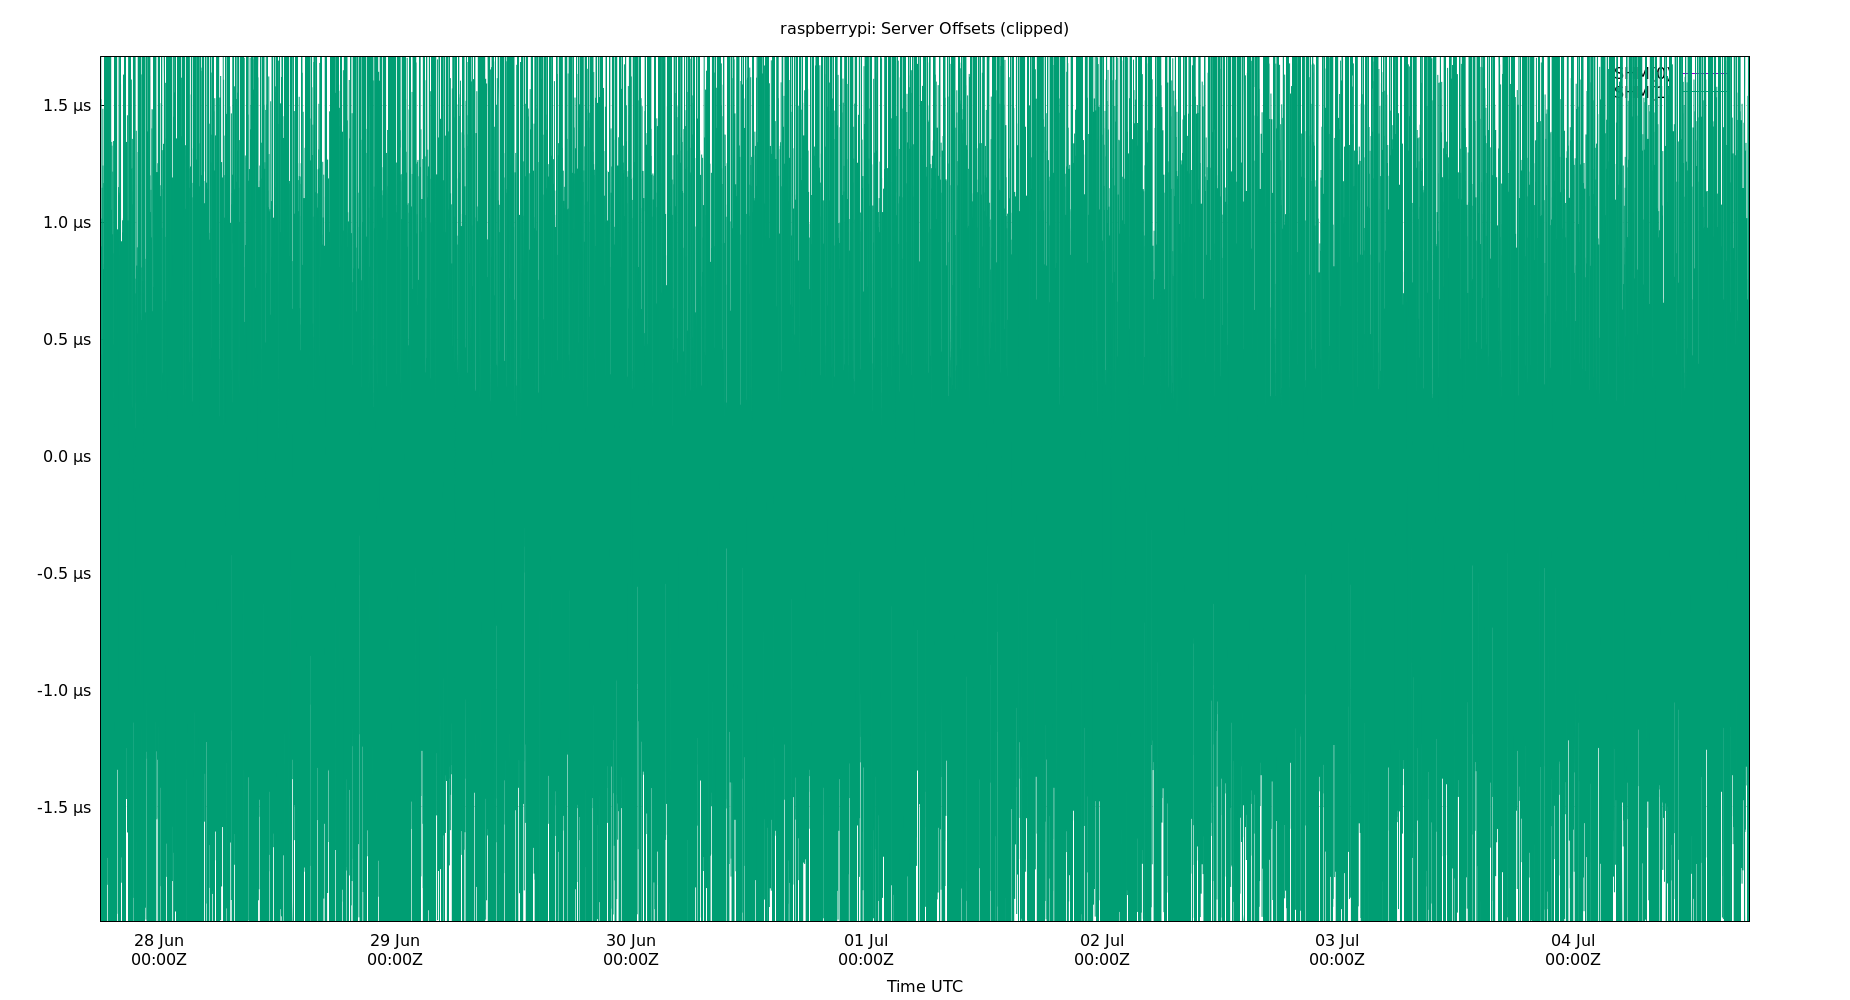 raspberrypi: Server Offsets (clipped)
SHM(0)
1.5 µs
1.0 µs
0.5 µs
0.0 µs
-0.5 µs
-1.0 µs
-1.5 µs
28 Jun 29 Jun 30 Jun 01 Jul 02 Jul 03 Jul 04 Jul
00:00Z 00:00Z 00:00Z 00:00Z 00:00Z 00:00Z 00:00Z
Time UTC